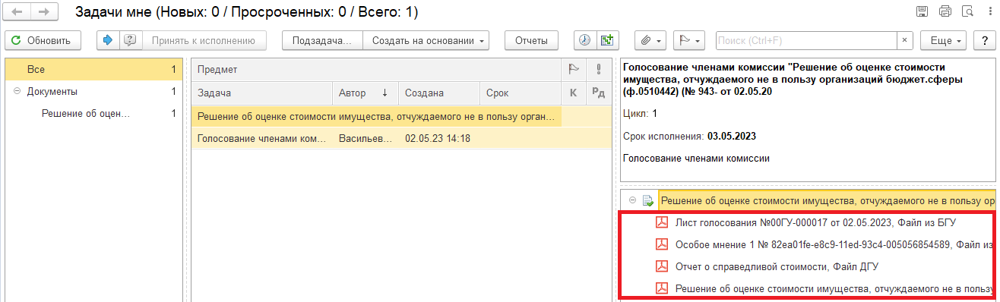 Задачи мне (Новых: 0 / Просроченных: 0 / Всего: 1)
Обновить
Принять к исполнению
Подзадача...
Создать на основании
Отчеты
Поиск (Ctrl+F)
×
Еще
?
Все 1
Документы 1
Решение об оцен... 1
Предмет
Задача Автор ↓ Создана Срок К Рд
Решение об оценке стоимости имущества, отчуждаемого не в пользу орган...
Голосование членами ком... Васильев... 02.05.23 14:18
Голосование членами комиссии "Решение об оценке стоимости
имущества, отчуждаемого не в пользу организаций бюджет.сферы
(ф.0510442) (№ 943- от 02.05.20
Цикл: 1
Срок исполнения: 03.05.2023
Голосование членами комиссии
Решение об оценке стоимости имущества, отчуждаемого не в пользу ор
Лист голосования №00ГУ-000017 от 02.05.2023, Файл из БГУ
Особое мнение 1 № 82ea01fe-e8c9-11ed-93c4-005056854589, Файл из
Отчет о справедливой стоимости, Файл ДГУ
Решение об оценке стоимости имущества, отчуждаемого не в пользу